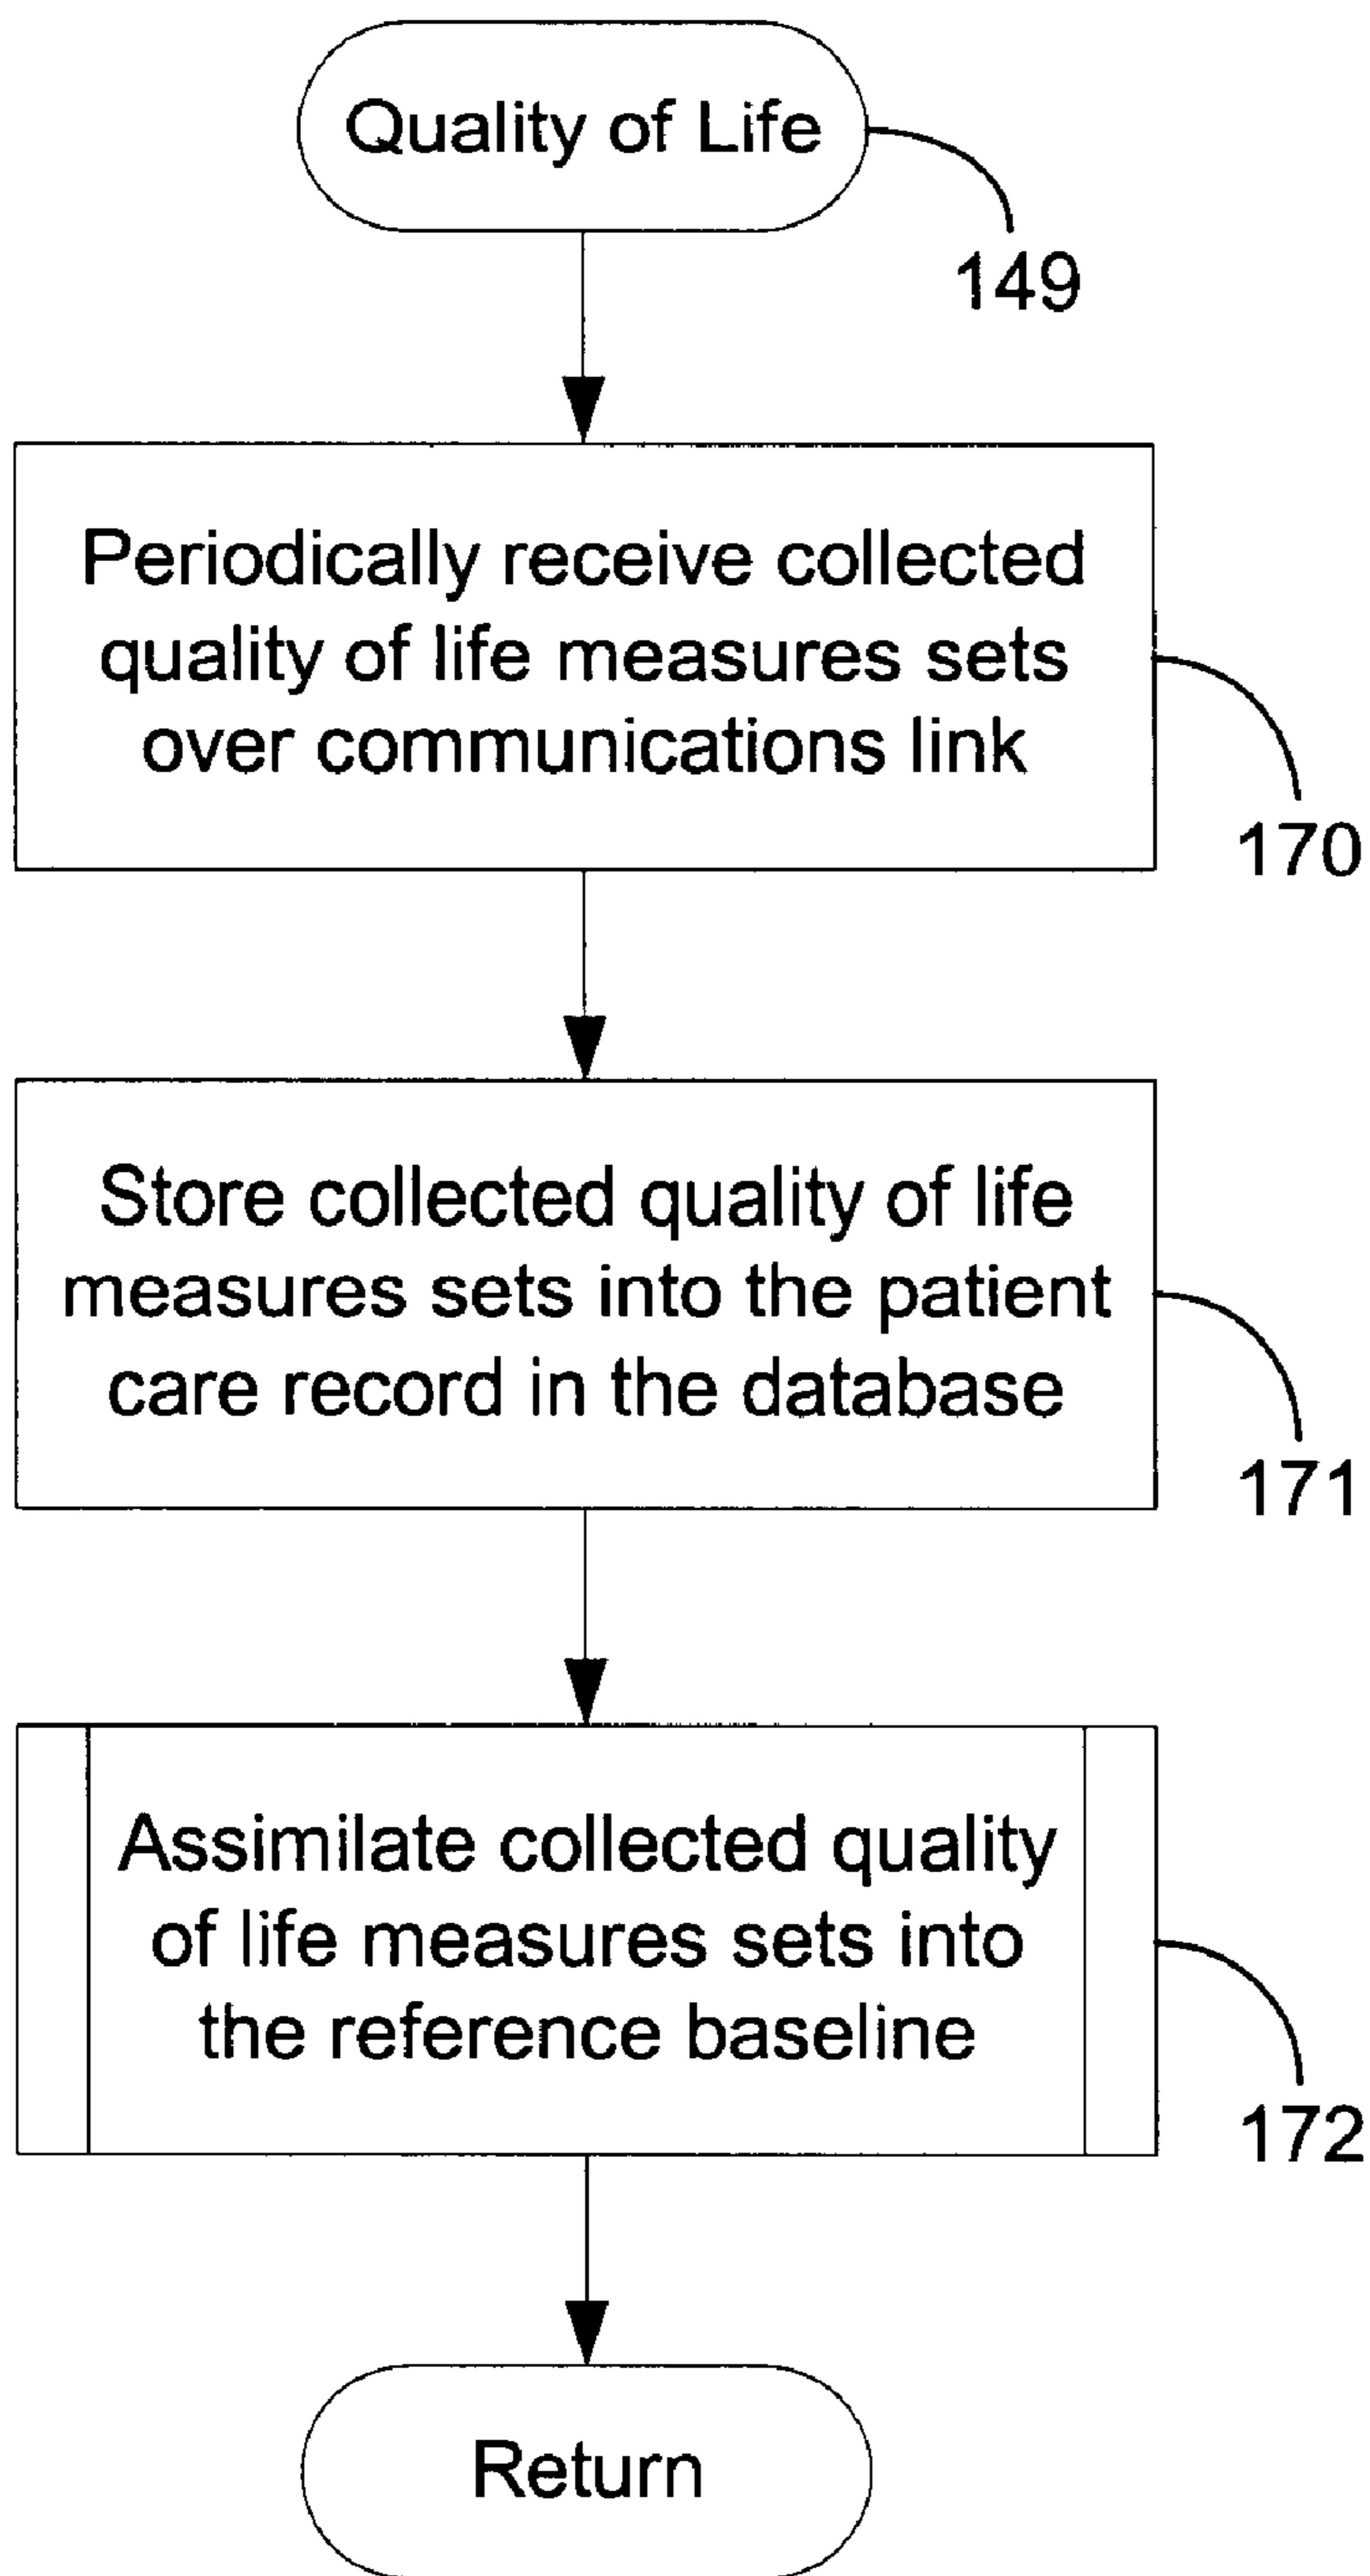 Quality of Life
149
Periodically receive collected
quality of life measures sets
over communications link
170
Store collected quality of life
measures sets into the patient
care record in the database
171
Assimilate collected quality
of life measures sets into
the reference baseline
172
Return